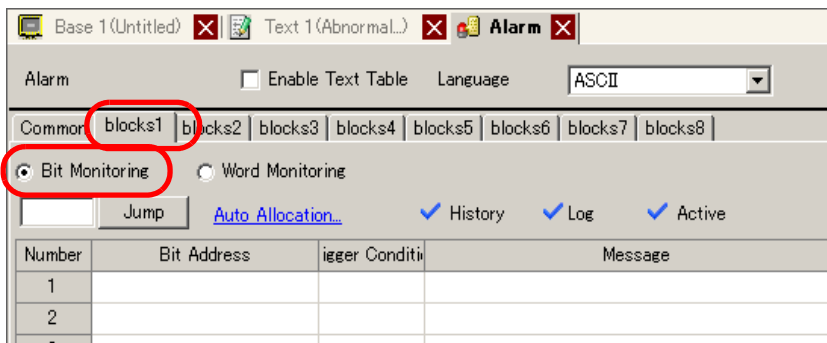 Base 1(Untitled) Text 1(Abnormal...) Alarm
Alarm Enable Text Table Language ASCII
Common blocks1 blocks2 blocks3 blocks4 blocks5 blocks6 blocks7 blocks8
Bit Monitoring Word Monitoring
Jump Auto Allocation... History Log Active
Number Bit Address igger Conditi Message
1
2